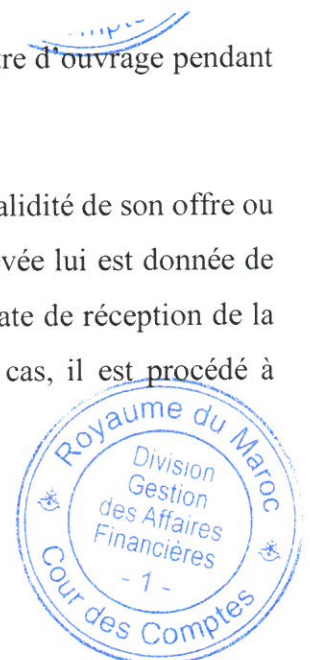 tre d'ouvrage pendant
alidité de son offre ou
vée lui est donnée de
ate de réception de la
cas, il est procédé à
Royaume du Maroc
Division
Gestion
des Affaires
Financières
- 1 -
Cour des Comptes